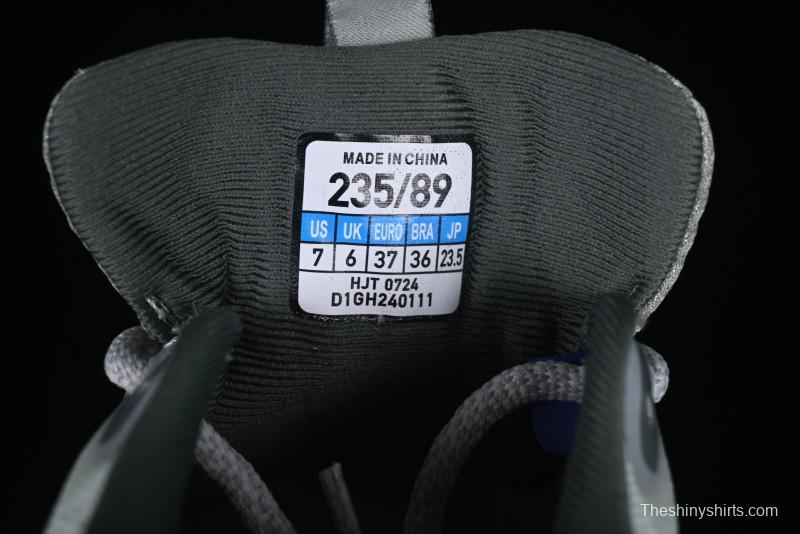 MADE IN CHINA
235/89
US UK EURO BRA JP
7 6 37 36 23.5
HJT 0724
D1GH240111
Theshinyshirts.com